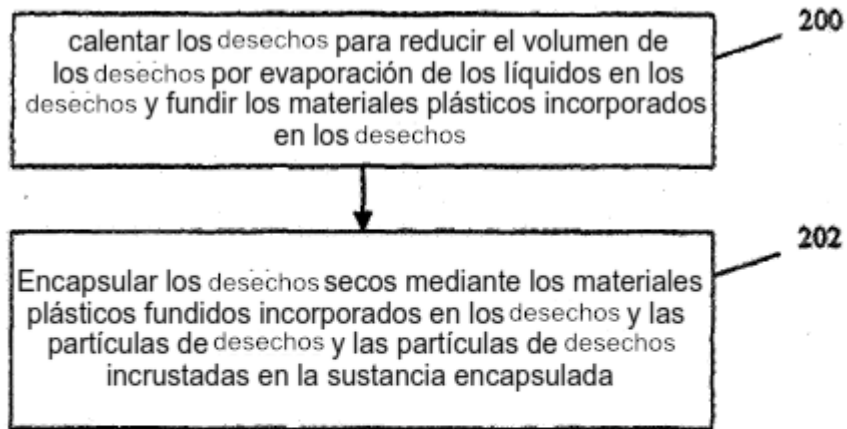 calentar los desechos para reducir el volumen de
los desechos por evaporación de los líquidos en los
desechos y fundir los materiales plásticos incorporados
en los desechos
200
Encapsular los desechos secos mediante los materiales
plásticos fundidos incorporados en los desechos y las
partículas de desechos y las partículas de desechos
incrustadas en la sustancia encapsulada
202